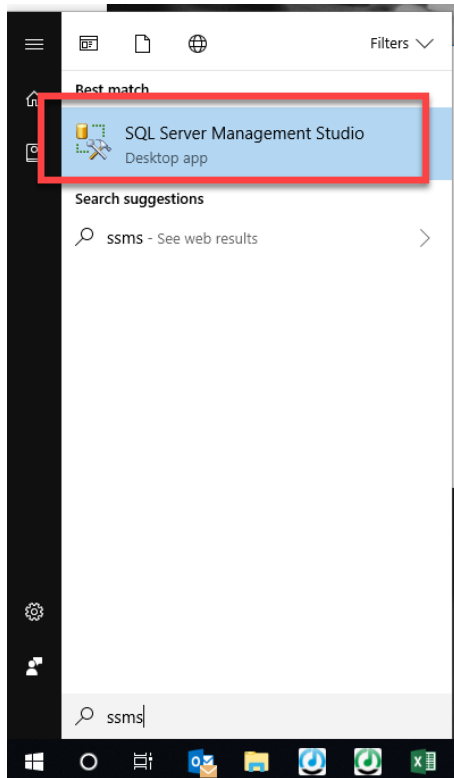 Filters
Best match
SQL Server Management Studio
Desktop app
Search suggestions
ssms - See web results
ssms